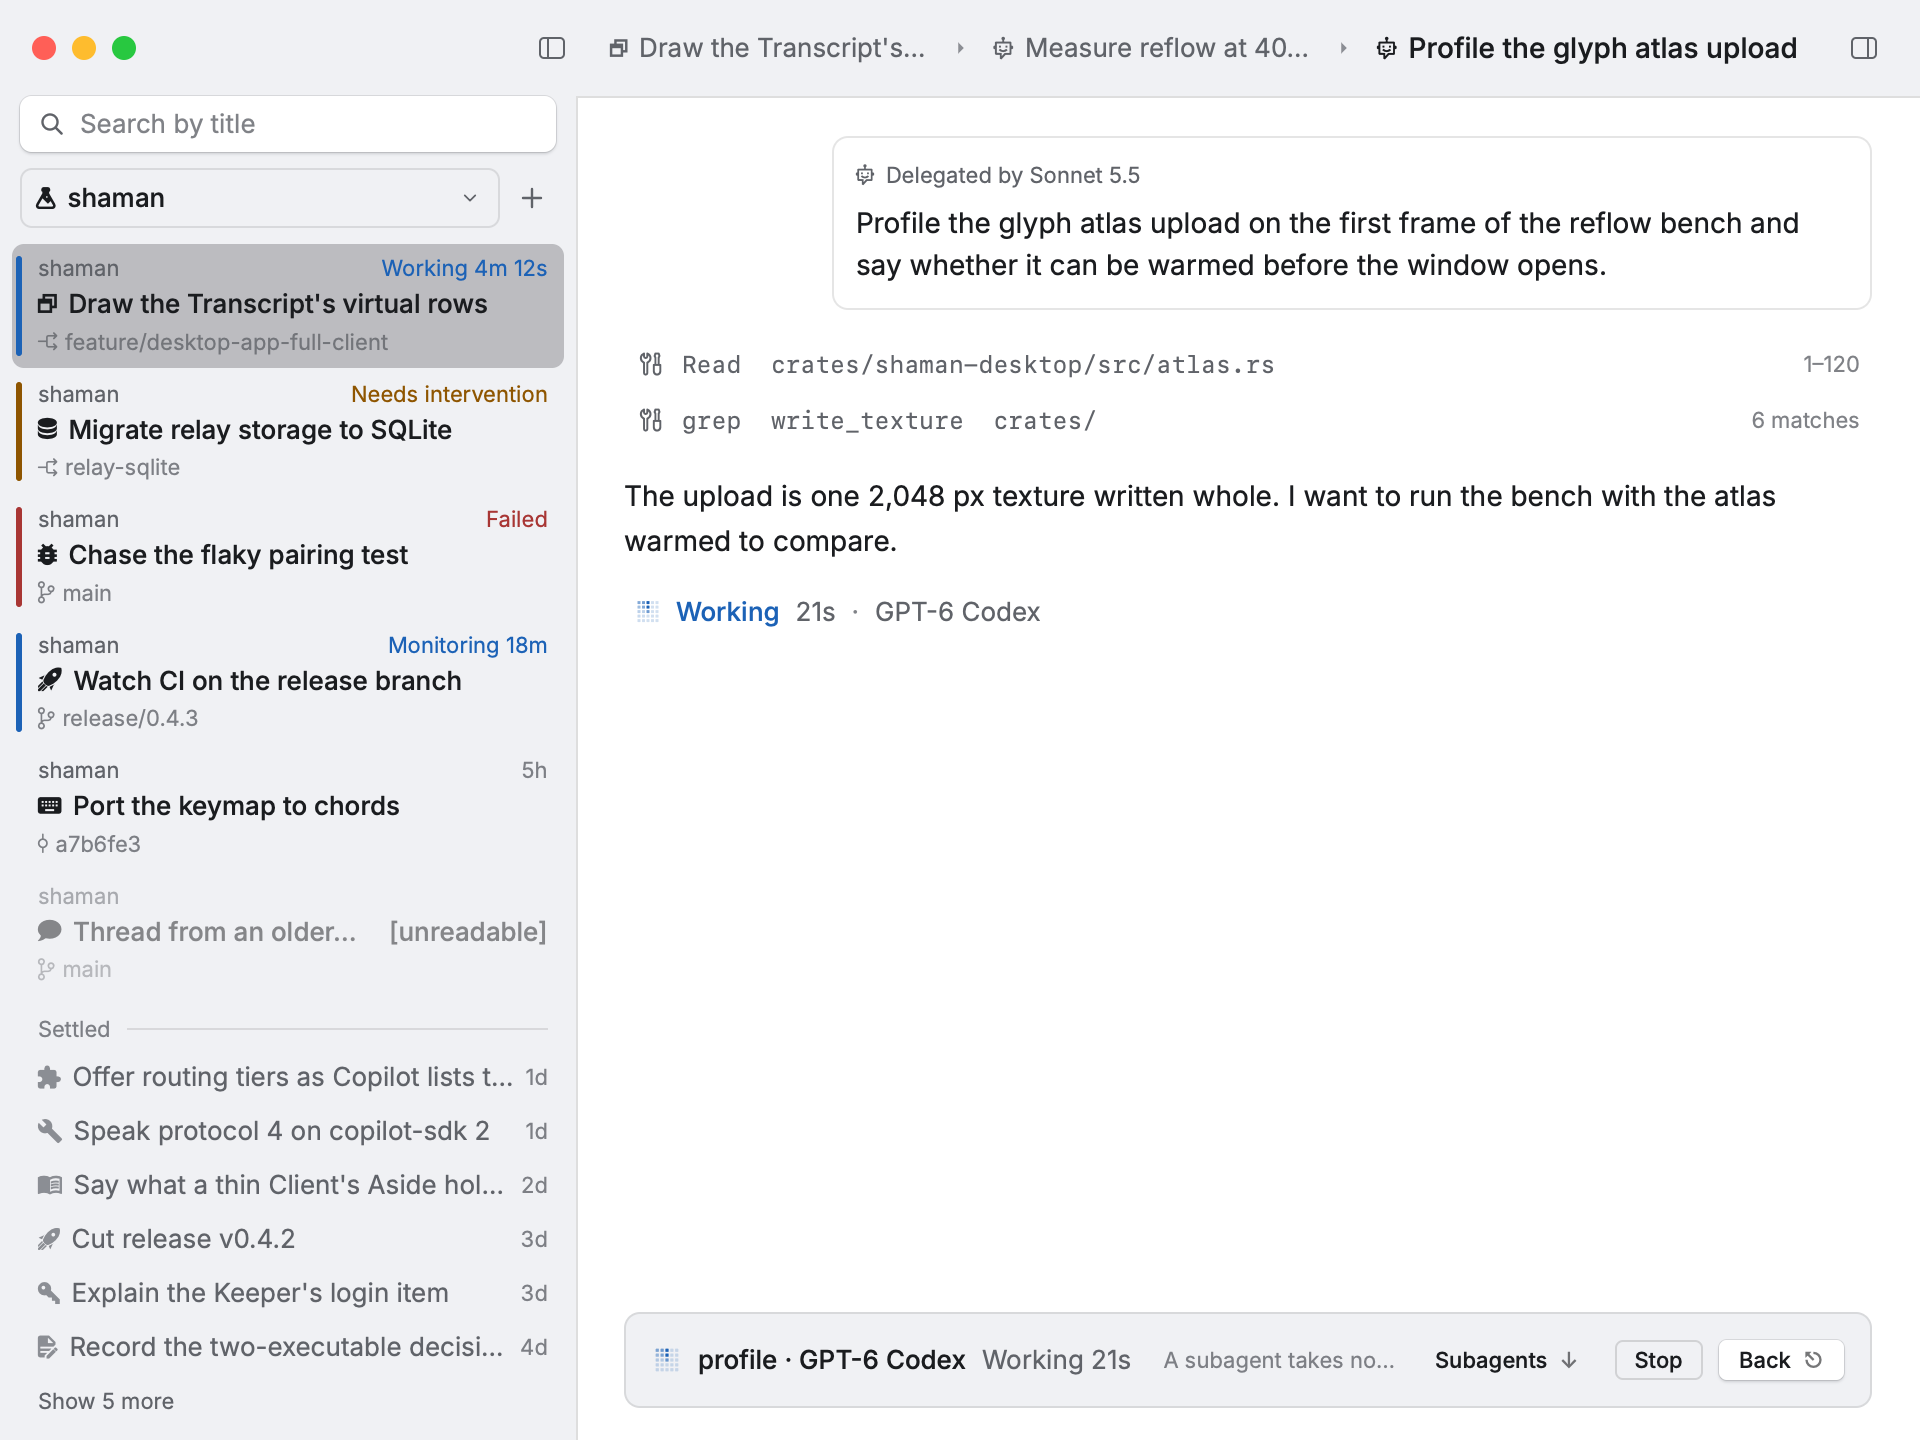 Draw the Transcript's...
Measure reflow at 40...
Profile the glyph atlas upload
Search by title
shaman
shaman Working 4m 12s
Draw the Transcript's virtual rows
feature/desktop-app-full-client
shaman Needs intervention
Migrate relay storage to SQLite
relay-sqlite
shaman Failed
Chase the flaky pairing test
main
shaman Monitoring 18m
Watch CI on the release branch
release/0.4.3
shaman 5h
Port the keymap to chords
a7b6fe3
shaman
Thread from an older... [unreadable]
main
Settled
Offer routing tiers as Copilot lists t... 1d
Speak protocol 4 on copilot-sdk 2 1d
Say what a thin Client's Aside hol... 2d
Cut release v0.4.2 3d
Explain the Keeper's login item 3d
Record the two-executable decisi... 4d
Show 5 more
Delegated by Sonnet 5.5
Profile the glyph atlas upload on the first frame of the reflow bench and
say whether it can be warmed before the window opens.
Read crates/shaman-desktop/src/atlas.rs 1–120
grep write_texture crates/ 6 matches
The upload is one 2,048 px texture written whole. I want to run the bench with the atlas
warmed to compare.
Working 21s · GPT-6 Codex
profile · GPT-6 Codex Working 21s A subagent takes no... Subagents ↓ Stop Back